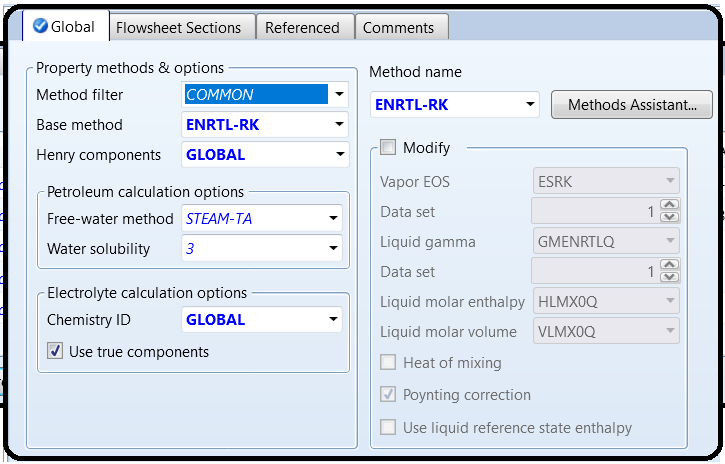 Global
Flowsheet Sections
Referenced
Comments
Property methods & options
Method filter COMMON
Base method ENRTL-RK
Henry components GLOBAL
Petroleum calculation options
Free-water method STEAM-TA
Water solubility 3
Electrolyte calculation options
Chemistry ID GLOBAL
Use true components
Method name
ENRTL-RK Methods Assistant...
Modify
Vapor EOS ESRK
Data set 1
Liquid gamma GMENRTLQ
Data set 1
Liquid molar enthalpy HLMX0Q
Liquid molar volume VLMX0Q
Heat of mixing
Poynting correction
Use liquid reference state enthalpy